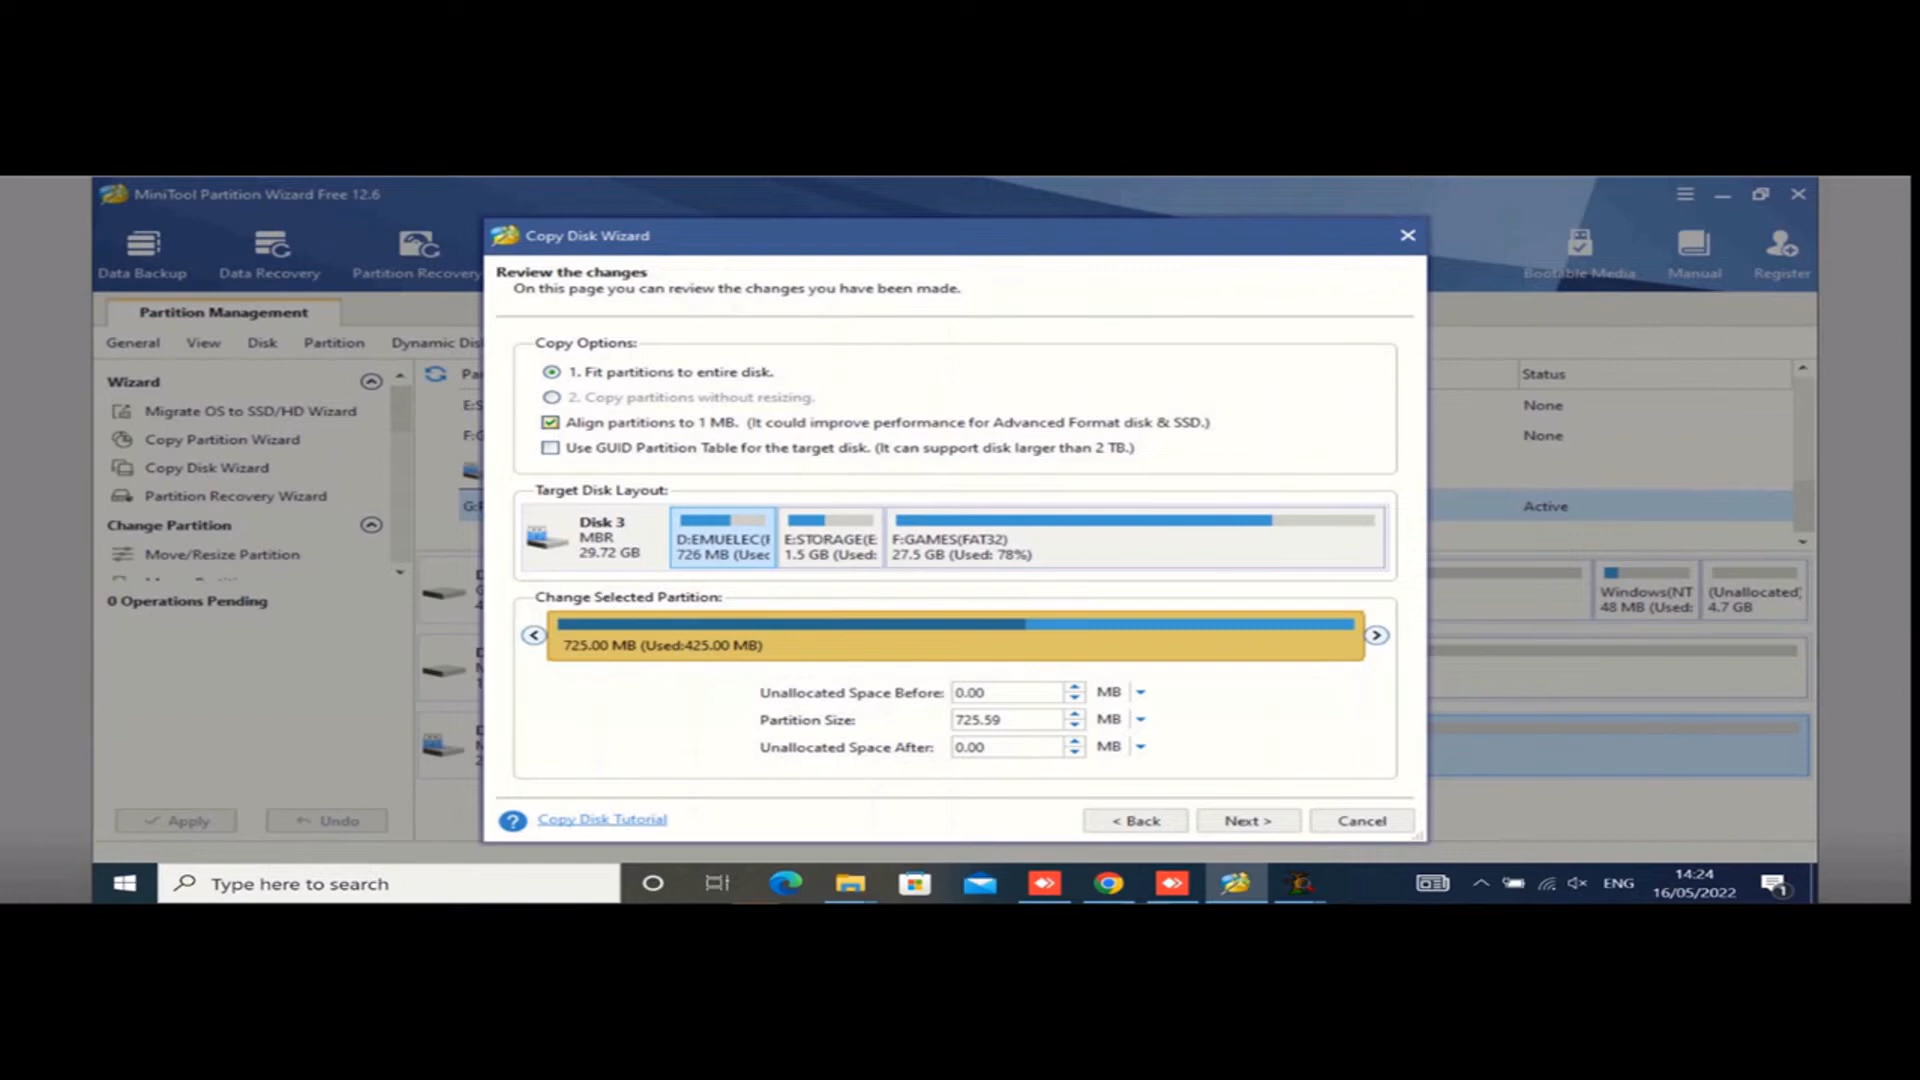 MiniTool Partition Wizard Free 12.6
Data Backup
Data Recovery
Partition Recovery
Bootable Media
Manual
Register
Partition Management
General
View
Disk
Partition
Dynamic Dis
Wizard
Migrate OS to SSD/HD Wizard
Copy Partition Wizard
Copy Disk Wizard
Partition Recovery Wizard
Change Partition
Move/Resize Partition
0 Operations Pending
Apply
Undo
Pa
E:S
Copy Disk Wizard
Review the changes
On this page you can review the changes you have been made.
Copy Options:
1. Fit partitions to entire disk.
2. Copy partitions without resizing.
Align partitions to 1 MB. (It could improve performance for Advanced Format disk & SSD.)
Use GUID Partition Table for the target disk. (It can support disk larger than 2 TB.)
Target Disk Layout:
Disk 3
MBR
29.72 GB
D:EMUELEC(F
726 MB (Usec
E:STORAGE(E
1.5 GB (Used:
F:GAMES(FAT32)
27.5 GB (Used: 78%)
Change Selected Partition:
725.00 MB (Used:425.00 MB)
Unallocated Space Before: 0.00 MB
Partition Size: 725.59 MB
Unallocated Space After: 0.00 MB
Copy Disk Tutorial
< Back
Next >
Cancel
Status
None
None
Active
Windows(NT
48 MB (Used:
(Unallocated)
4.7 GB
Type here to search
ENG
14:24
16/05/2022
1